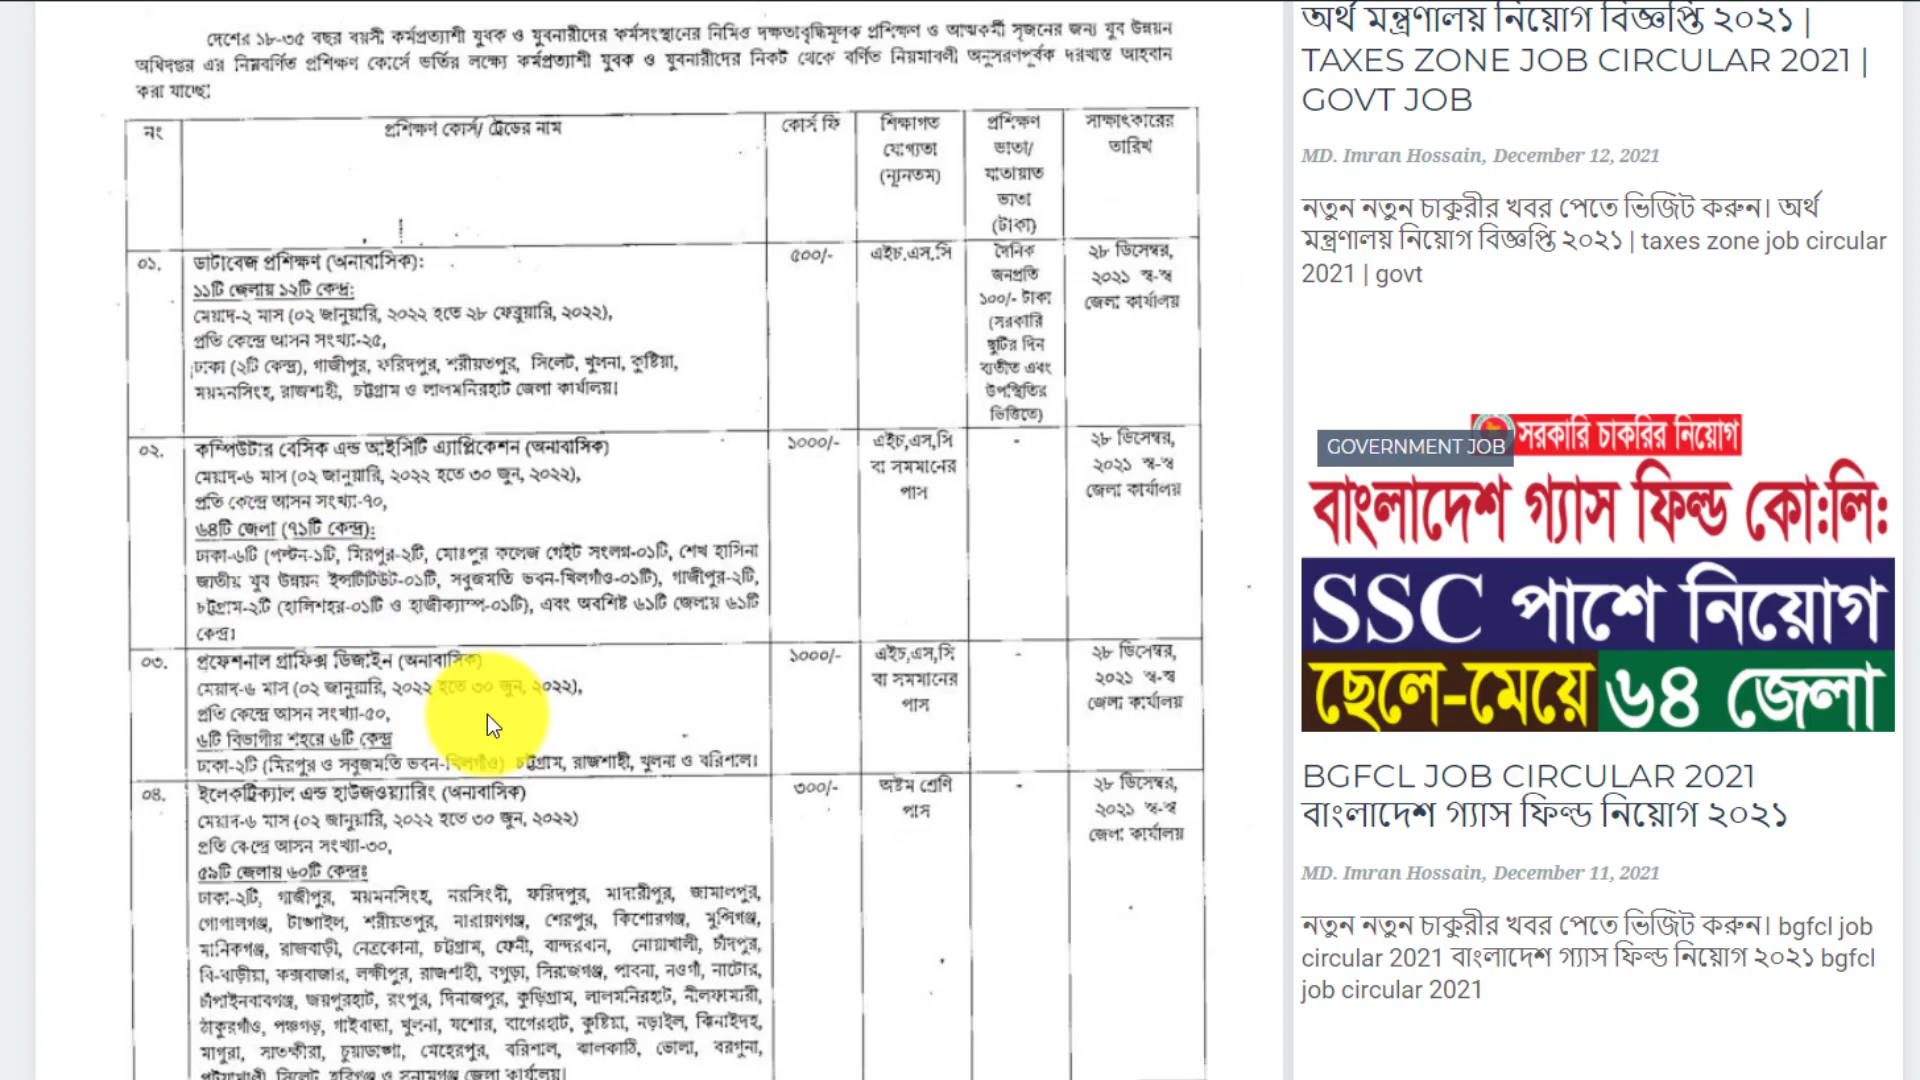 দেশের ১৮-৩৫ বছর বয়সী কর্মপ্রত্যাশী যুবক ও যুবনারীদের কর্মসংস্থানের নিমিত্ত দক্ষতাবৃদ্ধিমূলক প্রশিক্ষণ ও আত্মকর্মী সৃজনের জন্য যুব উন্নয়ন
অধিদপ্তর এর নিম্নবর্ণিত প্রশিক্ষণ কোর্সে ভর্তির লক্ষ্যে কর্মপ্রত্যাশী যুবক ও যুবনারীদের নিকট থেকে বর্ণিত নিয়মাবলী অনুসরণপূর্বক দরখাস্ত আহবান
করা যাচ্ছে:
নং
প্রশিক্ষণ কোর্স/ ট্রেডের নাম
কোর্স ফি
শিক্ষাগত
যোগ্যতা
(ন্যূনতম)
প্রশিক্ষণ
ভাতা/
যাতায়াত
ভাতা
(টাকা)
সাক্ষাৎকারের
তারিখ
০১.
ডাটাবেজ প্রশিক্ষণ (অনাবাসিক):
১১টি জেলায় ১২টি কেন্দ্র:
মেয়াদ-২ মাস (০২ জানুয়ারি, ২০২২ হতে ২৮ ফেব্রুয়ারি, ২০২২),
প্রতি কেন্দ্রে আসন সংখ্যা-২৫,
ঢাকা (২টি কেন্দ্র), গাজীপুর, ফরিদপুর, শরীয়তপুর, সিলেট, খুলনা, কুষ্টিয়া,
ময়মনসিংহ, রাজশাহী, চট্টগ্রাম ও লালমনিরহাট জেলা কার্যালয়।
৫০০/-
এইচ.এস.সি
দৈনিক
জনপ্রতি
১০০/- টাকা
(সরকারি
ছুটির দিন
ব্যতীত এবং
উপস্থিতির
ভিত্তিতে)
২৮ ডিসেম্বর,
২০২১ স্ব-স্ব
জেলা কার্যালয়
০২.
কম্পিউটার বেসিক এন্ড আইসিটি এ্যাপ্লিকেশন (অনাবাসিক)
মেয়াদ-৬ মাস (০২ জানুয়ারি, ২০২২ হতে ৩০ জুন, ২০২২),
প্রতি কেন্দ্রে আসন সংখ্যা-৭০,
৬৪টি জেলা (৭১টি কেন্দ্র):
ঢাকা-৬টি (পল্টন-১টি, মিরপুর-২টি, মোঃপুর কলেজ গেইট সংলগ্ন-০১টি, শেখ হাসিনা
জাতীয় যুব উন্নয়ন ইন্সটিটিউট-০১টি, সবুজমতি ভবন-খিলগাঁও-০১টি), গাজীপুর-২টি,
চট্টগ্রাম-২টি (হালিশহর-০১টি ও হাজীক্যাম্প-০১টি), এবং অবশিষ্ট ৬১টি জেলায় ৬১টি
কেন্দ্র।
১০০০/-
এইচ,এস,সি
বা সমমানের
পাস
-
২৮ ডিসেম্বর,
২০২১ স্ব-স্ব
জেলা কার্যালয়
০৩.
প্রফেশনাল গ্রাফিক্স ডিজাইন (অনাবাসিক)
মেয়াদ-৬ মাস (০২ জানুয়ারি, ২০২২ হতে ৩০ জুন, ২০২২),
প্রতি কেন্দ্রে আসন সংখ্যা-৫০,
৬টি বিভাগীয় শহরে ৬টি কেন্দ্র
ঢাকা-২টি (মিরপুর ও সবুজমতি ভবন-খিলগাঁও) চট্টগ্রাম, রাজশাহী, খুলনা ও বরিশাল।
১০০০/-
এইচ,এস,সি
বা সমমানের
পাস
-
২৮ ডিসেম্বর,
২০২১ স্ব-স্ব
জেলা কার্যালয়
০৪.
ইলেকট্রিক্যাল এন্ড হাউজওয়্যারিং (অনাবাসিক)
মেয়াদ-৬ মাস (০২ জানুয়ারি, ২০২২ হতে ৩০ জুন, ২০২২)
প্রতি কেন্দ্রে আসন সংখ্যা-৩০,
৫৯টি জেলায় ৬০টি কেন্দ্রঃ
ঢাকা-২টি, গাজীপুর, ময়মনসিংহ, নরসিংদী, ফরিদপুর, মাদারীপুর, জামালপুর,
গোপালগঞ্জ, টাঙ্গাইল, শরীয়তপুর, নারায়ণগঞ্জ, শেরপুর, কিশোরগঞ্জ, মুন্সিগঞ্জ,
মানিকগঞ্জ, রাজবাড়ী, নেত্রকোনা, চট্টগ্রাম, ফেনী, বান্দরবান, নোয়াখালী, চাঁদপুর,
বি-বাড়ীয়া, কক্সবাজার, লক্ষীপুর, রাজশাহী, বগুড়া, সিরাজগঞ্জ, পাবনা, নওগাঁ, নাটোর,
চাঁপাইনবাবগঞ্জ, জয়পুরহাট, রংপুর, দিনাজপুর, কুড়িগ্রাম, লালমনিরহাট, নীলফামারী,
ঠাকুরগাঁও, পঞ্চগড়, গাইবান্ধা, খুলনা, যশোর, বাগেরহাট, কুষ্টিয়া, নড়াইল, ঝিনাইদহ,
মাগুরা, সাতক্ষীরা, চুয়াডাঙ্গা, মেহেরপুর, বরিশাল, ঝালকাঠি, ভোলা, বরগুনা,
পটুয়াখালী, সিলেট, হবিগঞ্জ ও সুনামগঞ্জ জেলা কার্যালয়।
৩০০/-
অষ্টম শ্রেণি
পাস
-
২৮ ডিসেম্বর,
২০২১ স্ব-স্ব
জেলা কার্যালয়
অর্থ মন্ত্রণালয় নিয়োগ বিজ্ঞপ্তি ২০২১ |
TAXES ZONE JOB CIRCULAR 2021 |
GOVT JOB
MD. Imran Hossain, December 12, 2021
নতুন নতুন চাকুরীর খবর পেতে ভিজিট করুন। অর্থ
মন্ত্রণালয় নিয়োগ বিজ্ঞপ্তি ২০২১ | taxes zone job circular
2021 | govt
সরকারি চাকরির নিয়োগ
GOVERNMENT JOB
বাংলাদেশ গ্যাস ফিল্ড কো:লি:
SSC পাশে নিয়োগ
ছেলে-মেয়ে ৬৪ জেলা
BGFCL JOB CIRCULAR 2021
বাংলাদেশ গ্যাস ফিল্ড নিয়োগ ২০২১
MD. Imran Hossain, December 11, 2021
নতুন নতুন চাকুরীর খবর পেতে ভিজিট করুন। bgfcl job
circular 2021 বাংলাদেশ গ্যাস ফিল্ড নিয়োগ ২০২১ bgfcl
job circular 2021